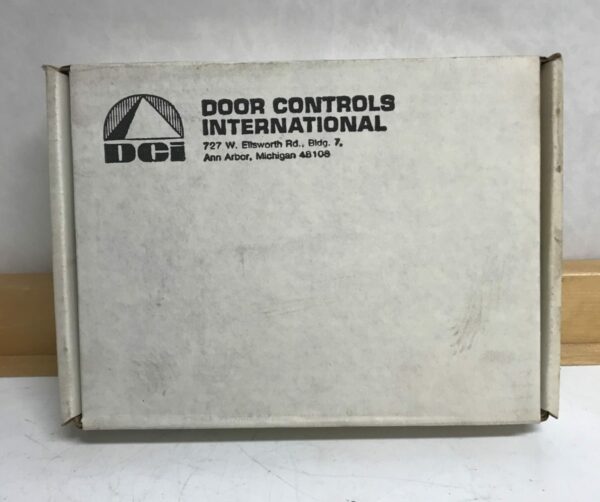 DCi
DOOR CONTROLS
INTERNATIONAL
727 W. Ellsworth Rd., Bldg. 7,
Ann Arbor, Michigan 48108